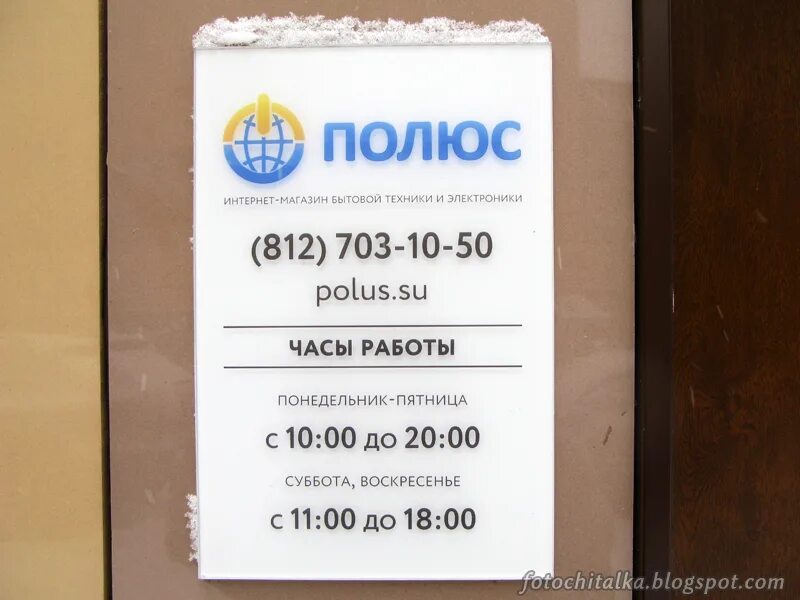 ПОЛЮС
ИНТЕРНЕТ-МАГАЗИН БЫТОВОЙ ТЕХНИКИ И ЭЛЕКТРОНИКИ
(812) 703-10-50
polus.su
ЧАСЫ РАБОТЫ
ПОНЕДЕЛЬНИК-ПЯТНИЦА
с 10:00 до 20:00
СУББОТА, ВОСКРЕСЕНЬЕ
с 11:00 до 18:00
fotochitalka.blogspot.com